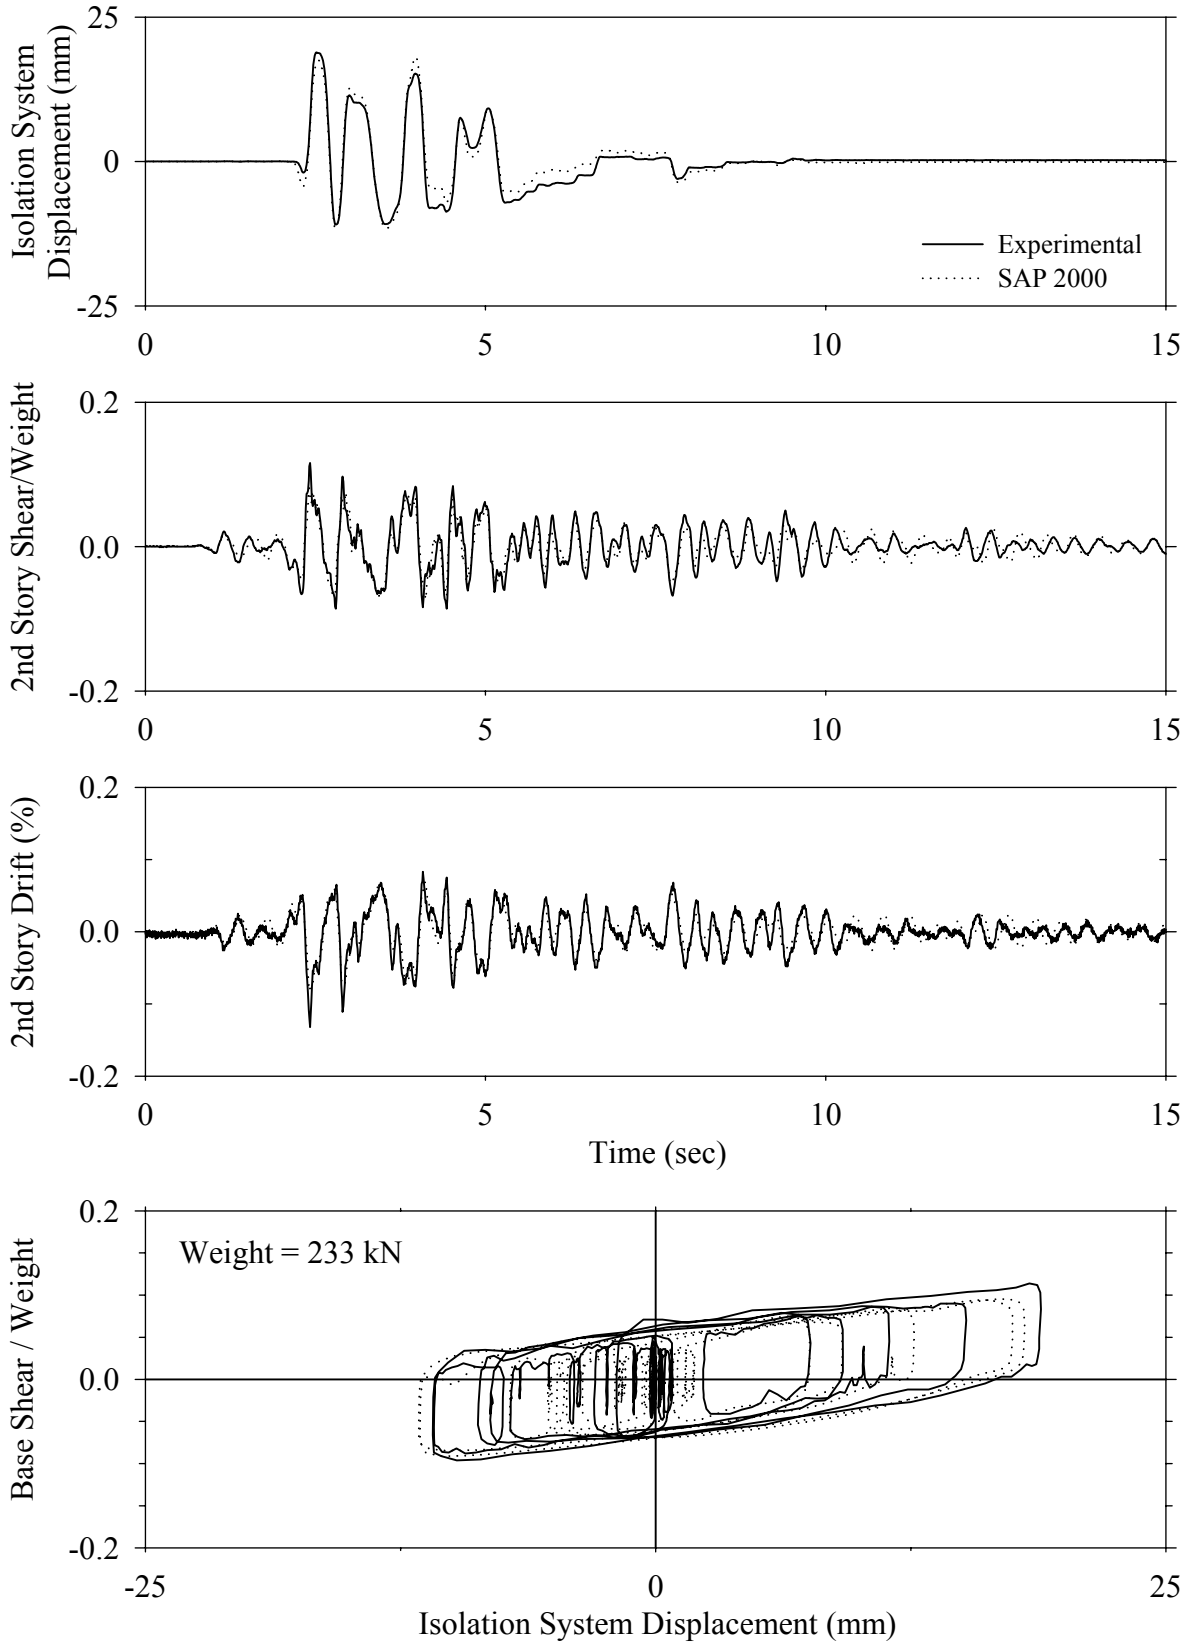 Isolation System
Displacement (mm)
25
0
-25
Experimental
SAP 2000
0 5 10 15
2nd Story Shear/Weight
0.2
0.0
-0.2
0 5 10 15
2nd Story Drift (%)
0.2
0.0
-0.2
0 5 10 15
Time (sec)
Base Shear / Weight
0.2
0.0
-0.2
Weight = 233 kN
-25 0 25
Isolation System Displacement (mm)